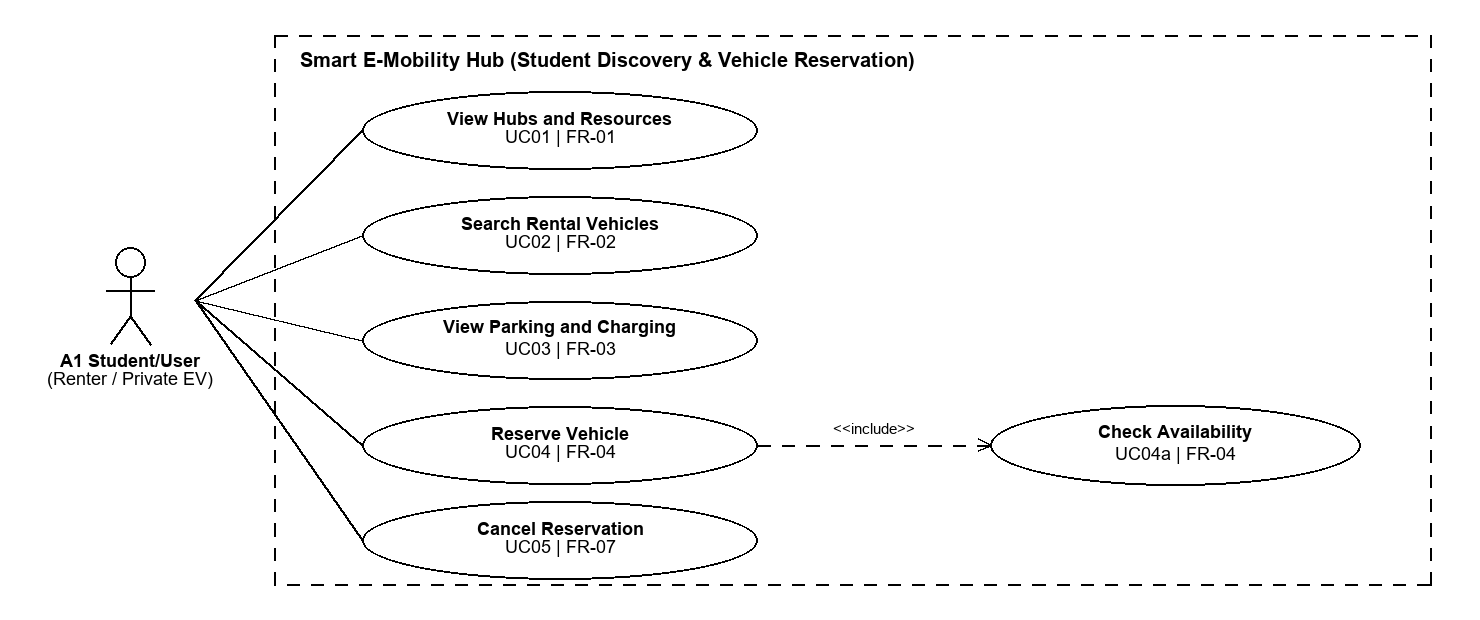 Smart E-Mobility Hub (Student Discovery & Vehicle Reservation)
View Hubs and Resources
UC01 | FR-01
Search Rental Vehicles
UC02 | FR-02
View Parking and Charging
UC03 | FR-03
A1 Student/User
(Renter / Private EV)
Reserve Vehicle
UC04 | FR-04
<<include>>
Check Availability
UC04a | FR-04
Cancel Reservation
UC05 | FR-07